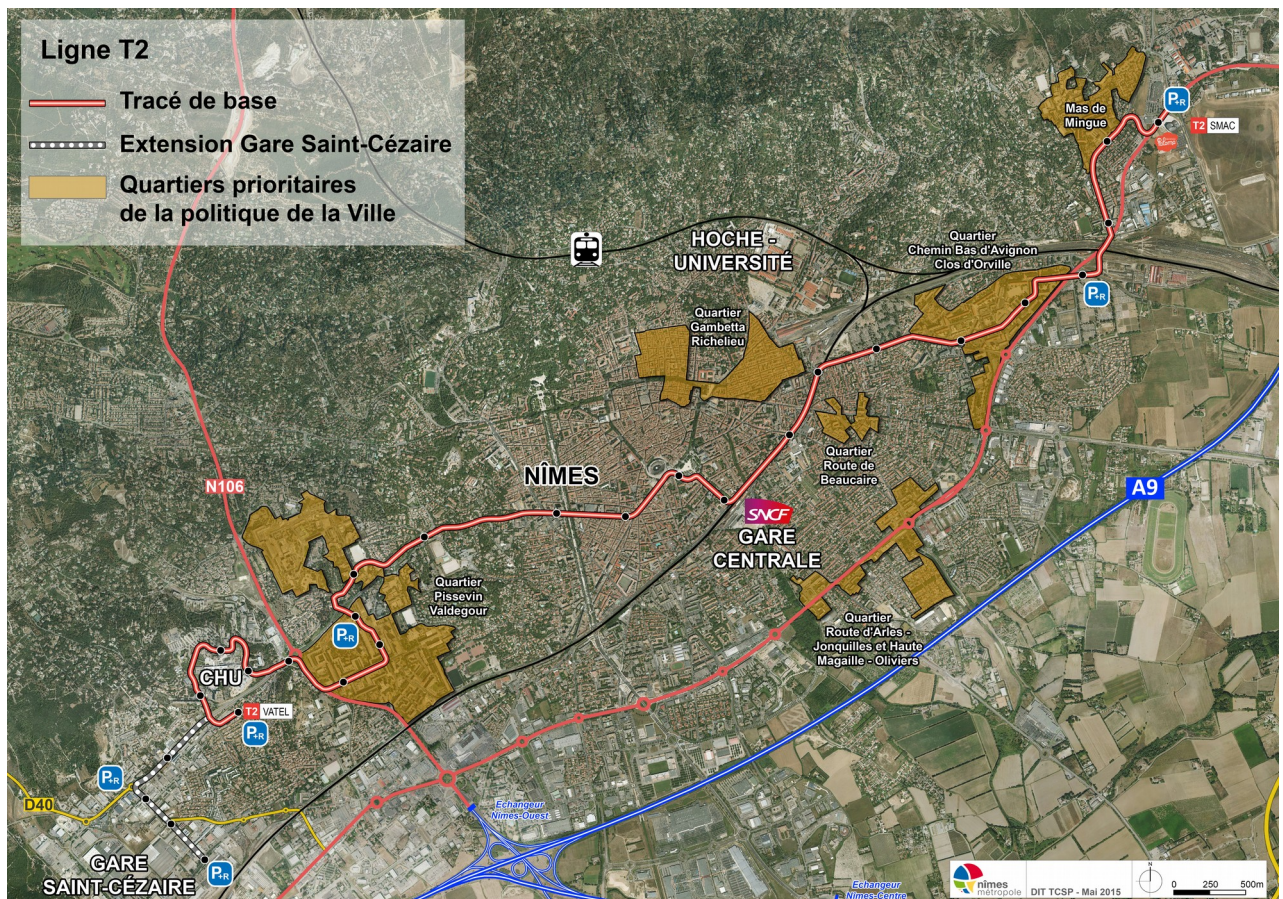 Ligne T2
Tracé de base
Extension Gare Saint-Cézaire
Quartiers prioritaires
de la politique de la Ville
P+R
Mas de
Mingue
T2 SMAC
HOCHE -
UNIVERSITÉ
Quartier
Chemin Bas d'Avignon
Clos d'Orville
P+R
Quartier
Gambetta
Richelieu
Quartier
Route de
Beaucaire
NÎMES
N106
A9
SNCF
GARE
CENTRALE
Quartier
Pissevin
Valdegour
P+R
Quartier
Route d'Arles -
Jonquilles et Haute
Magaille - Oliviers
CHU
T2 VATEL
P+R
P+R
D40
Echangeur
Nîmes-Ouest
GARE
SAINT-CÉZAIRE
P+R
Echangeur
Nîmes-Centre
nîmes
métropole
DIT TCSP - Mai 2015
N
0 250 500m